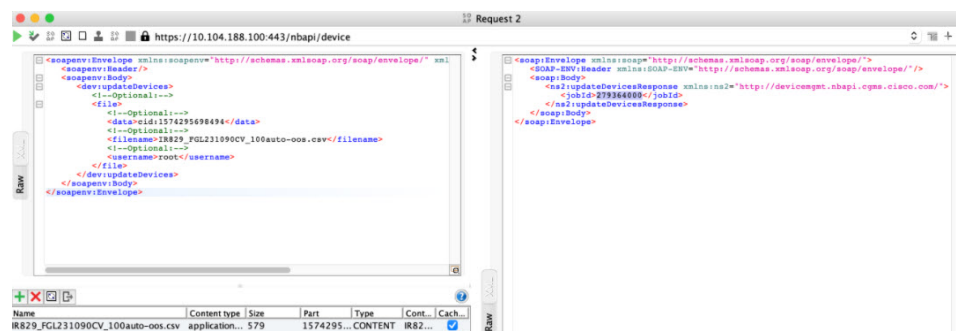 Request 2
https://10.104.188.100:443/nbapi/device
<soapenv:Envelope xmlns:soapenv="http://schemas.xmlsoap.org/soap/envelope/" xml
<soapenv:Header/>
<soapenv:Body>
<dev:updateDevices>
<!--Optional:-->
<file>
<!--Optional:-->
<data>cid:1574295698494</data>
<!--Optional:-->
<filename>IR829_FGL231090CV_100auto-oos.csv</filename>
<!--Optional:-->
<username>root</username>
</file>
</dev:updateDevices>
</soapenv:Body>
</soapenv:Envelope>
Raw
Name Content type Size Part Type Cont... Cach...
IR829_FGL231090CV_100auto-oos.csv application... 579 1574295... CONTENT IR82...
<soap:Envelope xmlns:soap="http://schemas.xmlsoap.org/soap/envelope/">
<SOAP-ENV:Header xmlns:SOAP-ENV="http://schemas.xmlsoap.org/soap/envelope/"/>
<soap:Body>
<ns2:updateDevicesResponse xmlns:ns2="http://devicemgmt.nbapi.cgms.cisco.com/">
<jobId>279364000</jobId>
</ns2:updateDevicesResponse>
</soap:Body>
</soap:Envelope>
Raw